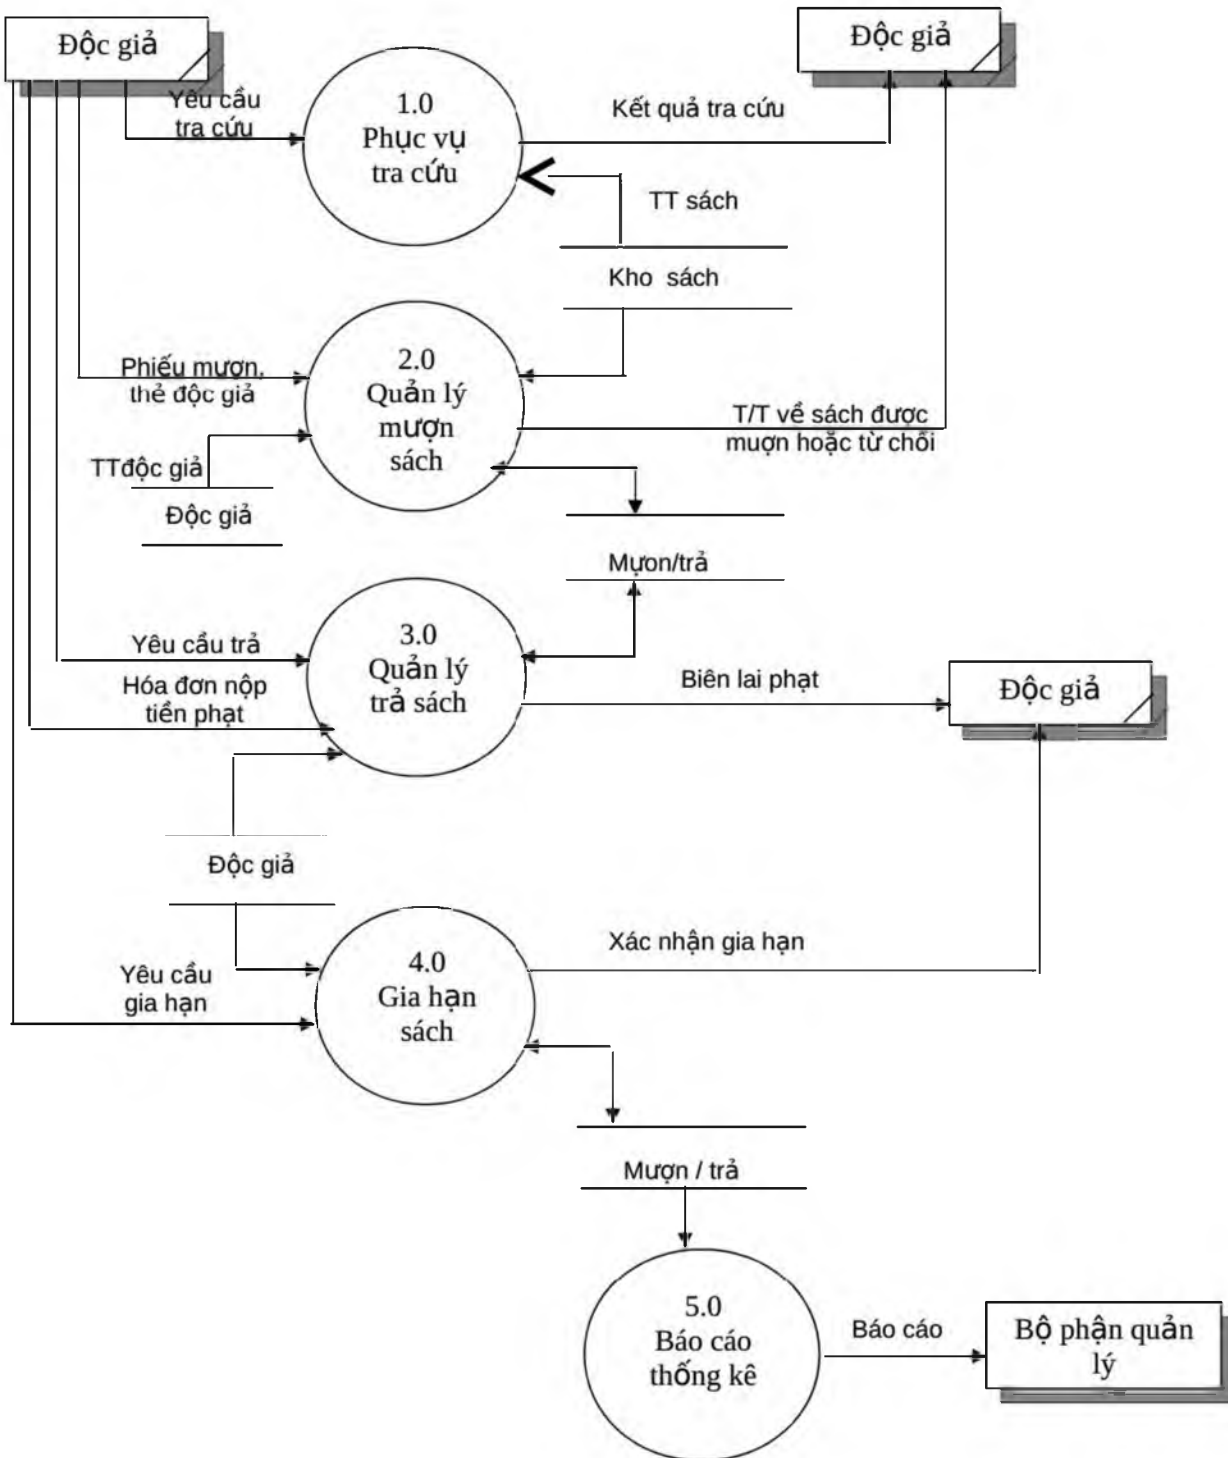 Độc giả
Độc giả
Yêu cầu
tra cứu
1.0
Phục vụ
tra cứu
Kết quả tra cứu
TT sách
Kho sách
Phiếu mượn,
thẻ độc giả
2.0
Quản lý
mượn
sách
T/T về sách được
muợn hoặc từ chối
TTđộc giả
Độc giả
Mựon/trả
Yêu cầu trả
Hóa đơn nộp
tiền phạt
3.0
Quản lý
trả sách
Biên lai phạt
Độc giả
Độc giả
Yêu cầu
gia hạn
4.0
Gia hạn
sách
Xác nhận gia hạn
Mượn / trả
5.0
Báo cáo
thống kê
Báo cáo
Bộ phận quản
lý